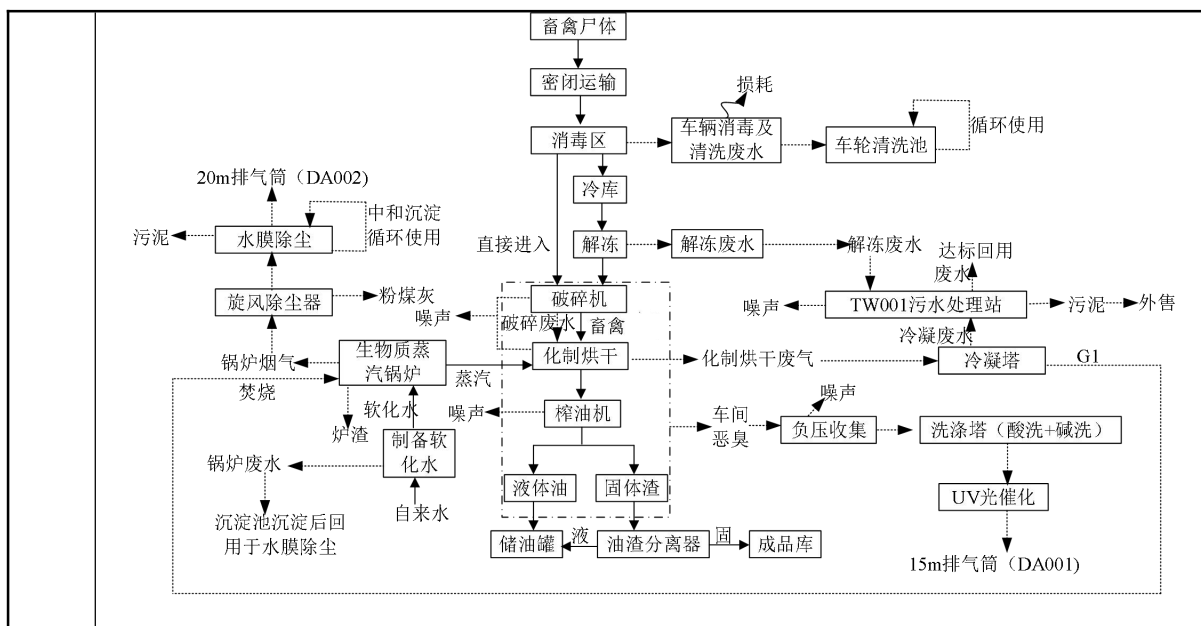 畜禽尸体
密闭运输
损耗
消毒区
车辆消毒及
清洗废水
车轮清洗池
循环使用
20m排气筒（DA002)
冷库
中和沉淀
循环使用
污泥
水膜除尘
直接进入
解冻
解冻废水
解冻废水
达标回用
废水
旋风除尘器
粉煤灰
破碎机
噪声
TW001污水处理站
污泥
外售
噪声
破碎废水
畜禽
冷凝废水
锅炉烟气
生物质蒸
汽锅炉
蒸汽
化制烘干
化制烘干废气
冷凝塔
G1
焚烧
软化水
炉渣
噪声
榨油机
车间
恶臭
噪声
负压收集
洗涤塔（酸洗+碱洗）
制备软
化水
锅炉废水
液体油
固体渣
UV光催化
自来水
沉淀池沉淀后回
用于水膜除尘
储油罐
液
油渣分离器
固
成品库
15m排气筒（DA001)